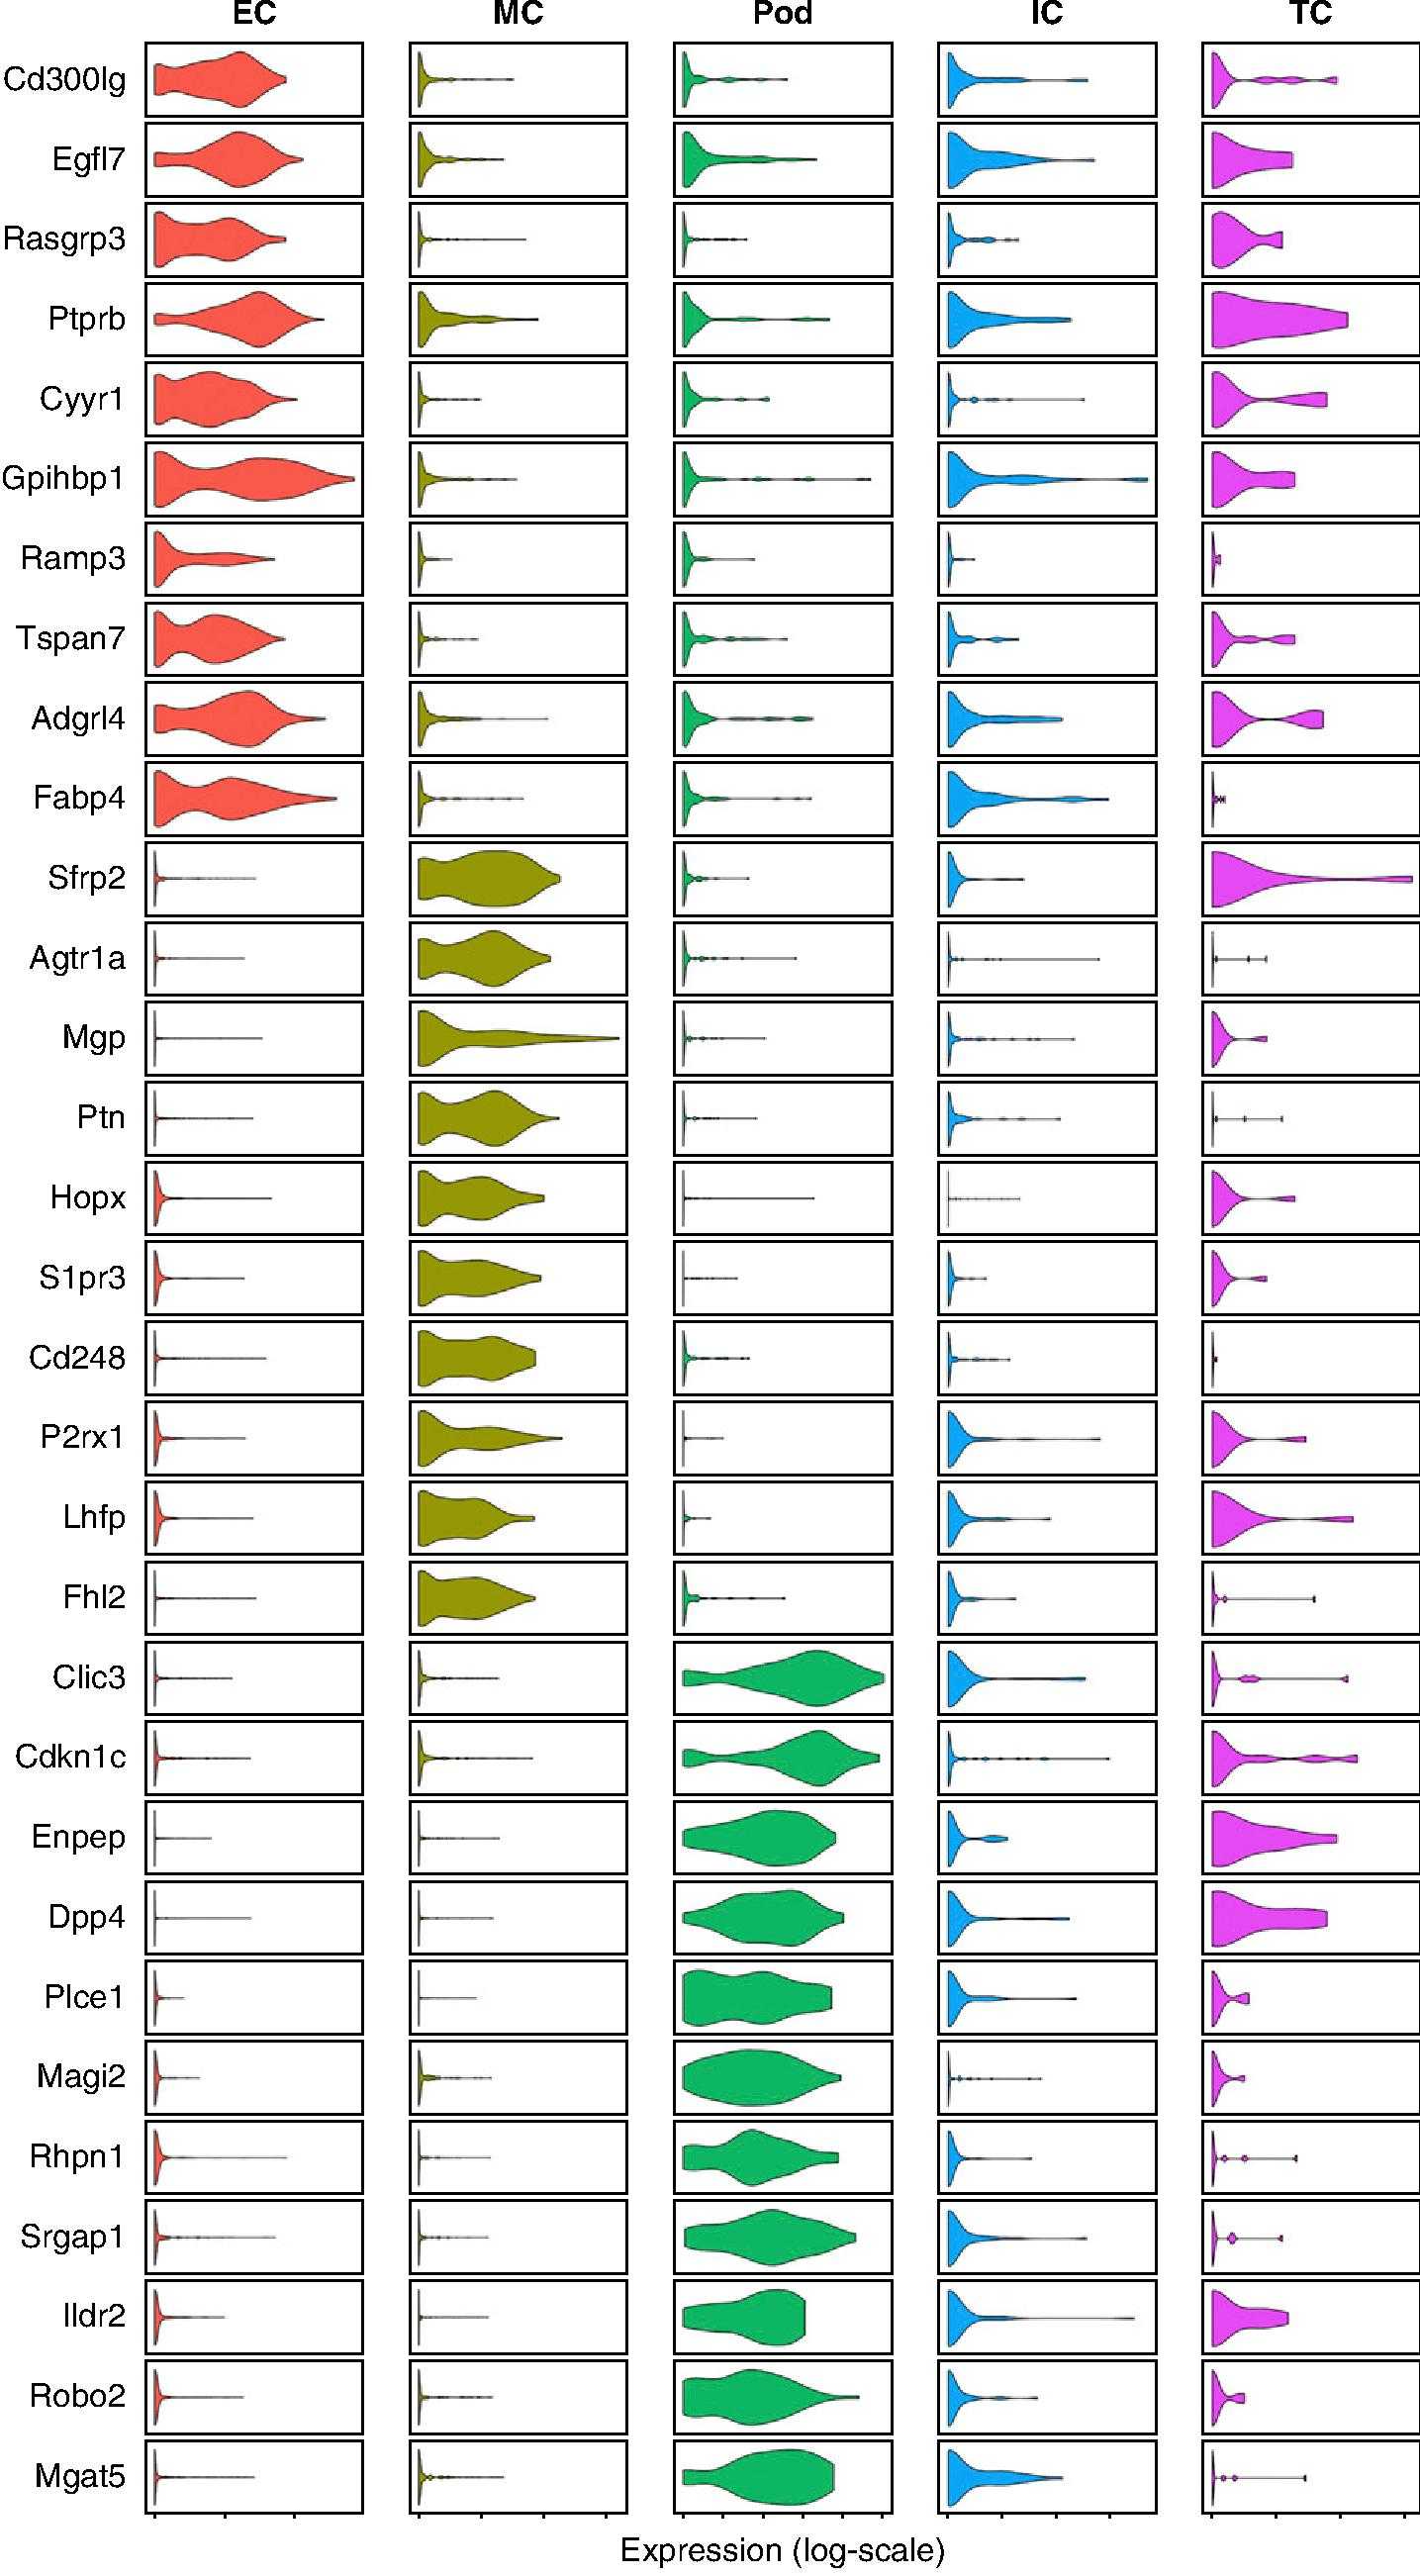 EC MC Pod IC TC
Cd300lg
Egfl7
Rasgrp3
Ptprb
Cyyr1
Gpihbp1
Ramp3
Tspan7
Adgrl4
Fabp4
Sfrp2
Agtr1a
Mgp
Ptn
Hopx
S1pr3
Cd248
P2rx1
Lhfp
Fhl2
Clic3
Cdkn1c
Enpep
Dpp4
Plce1
Magi2
Rhpn1
Srgap1
Ildr2
Robo2
Mgat5
Expression (log-scale)